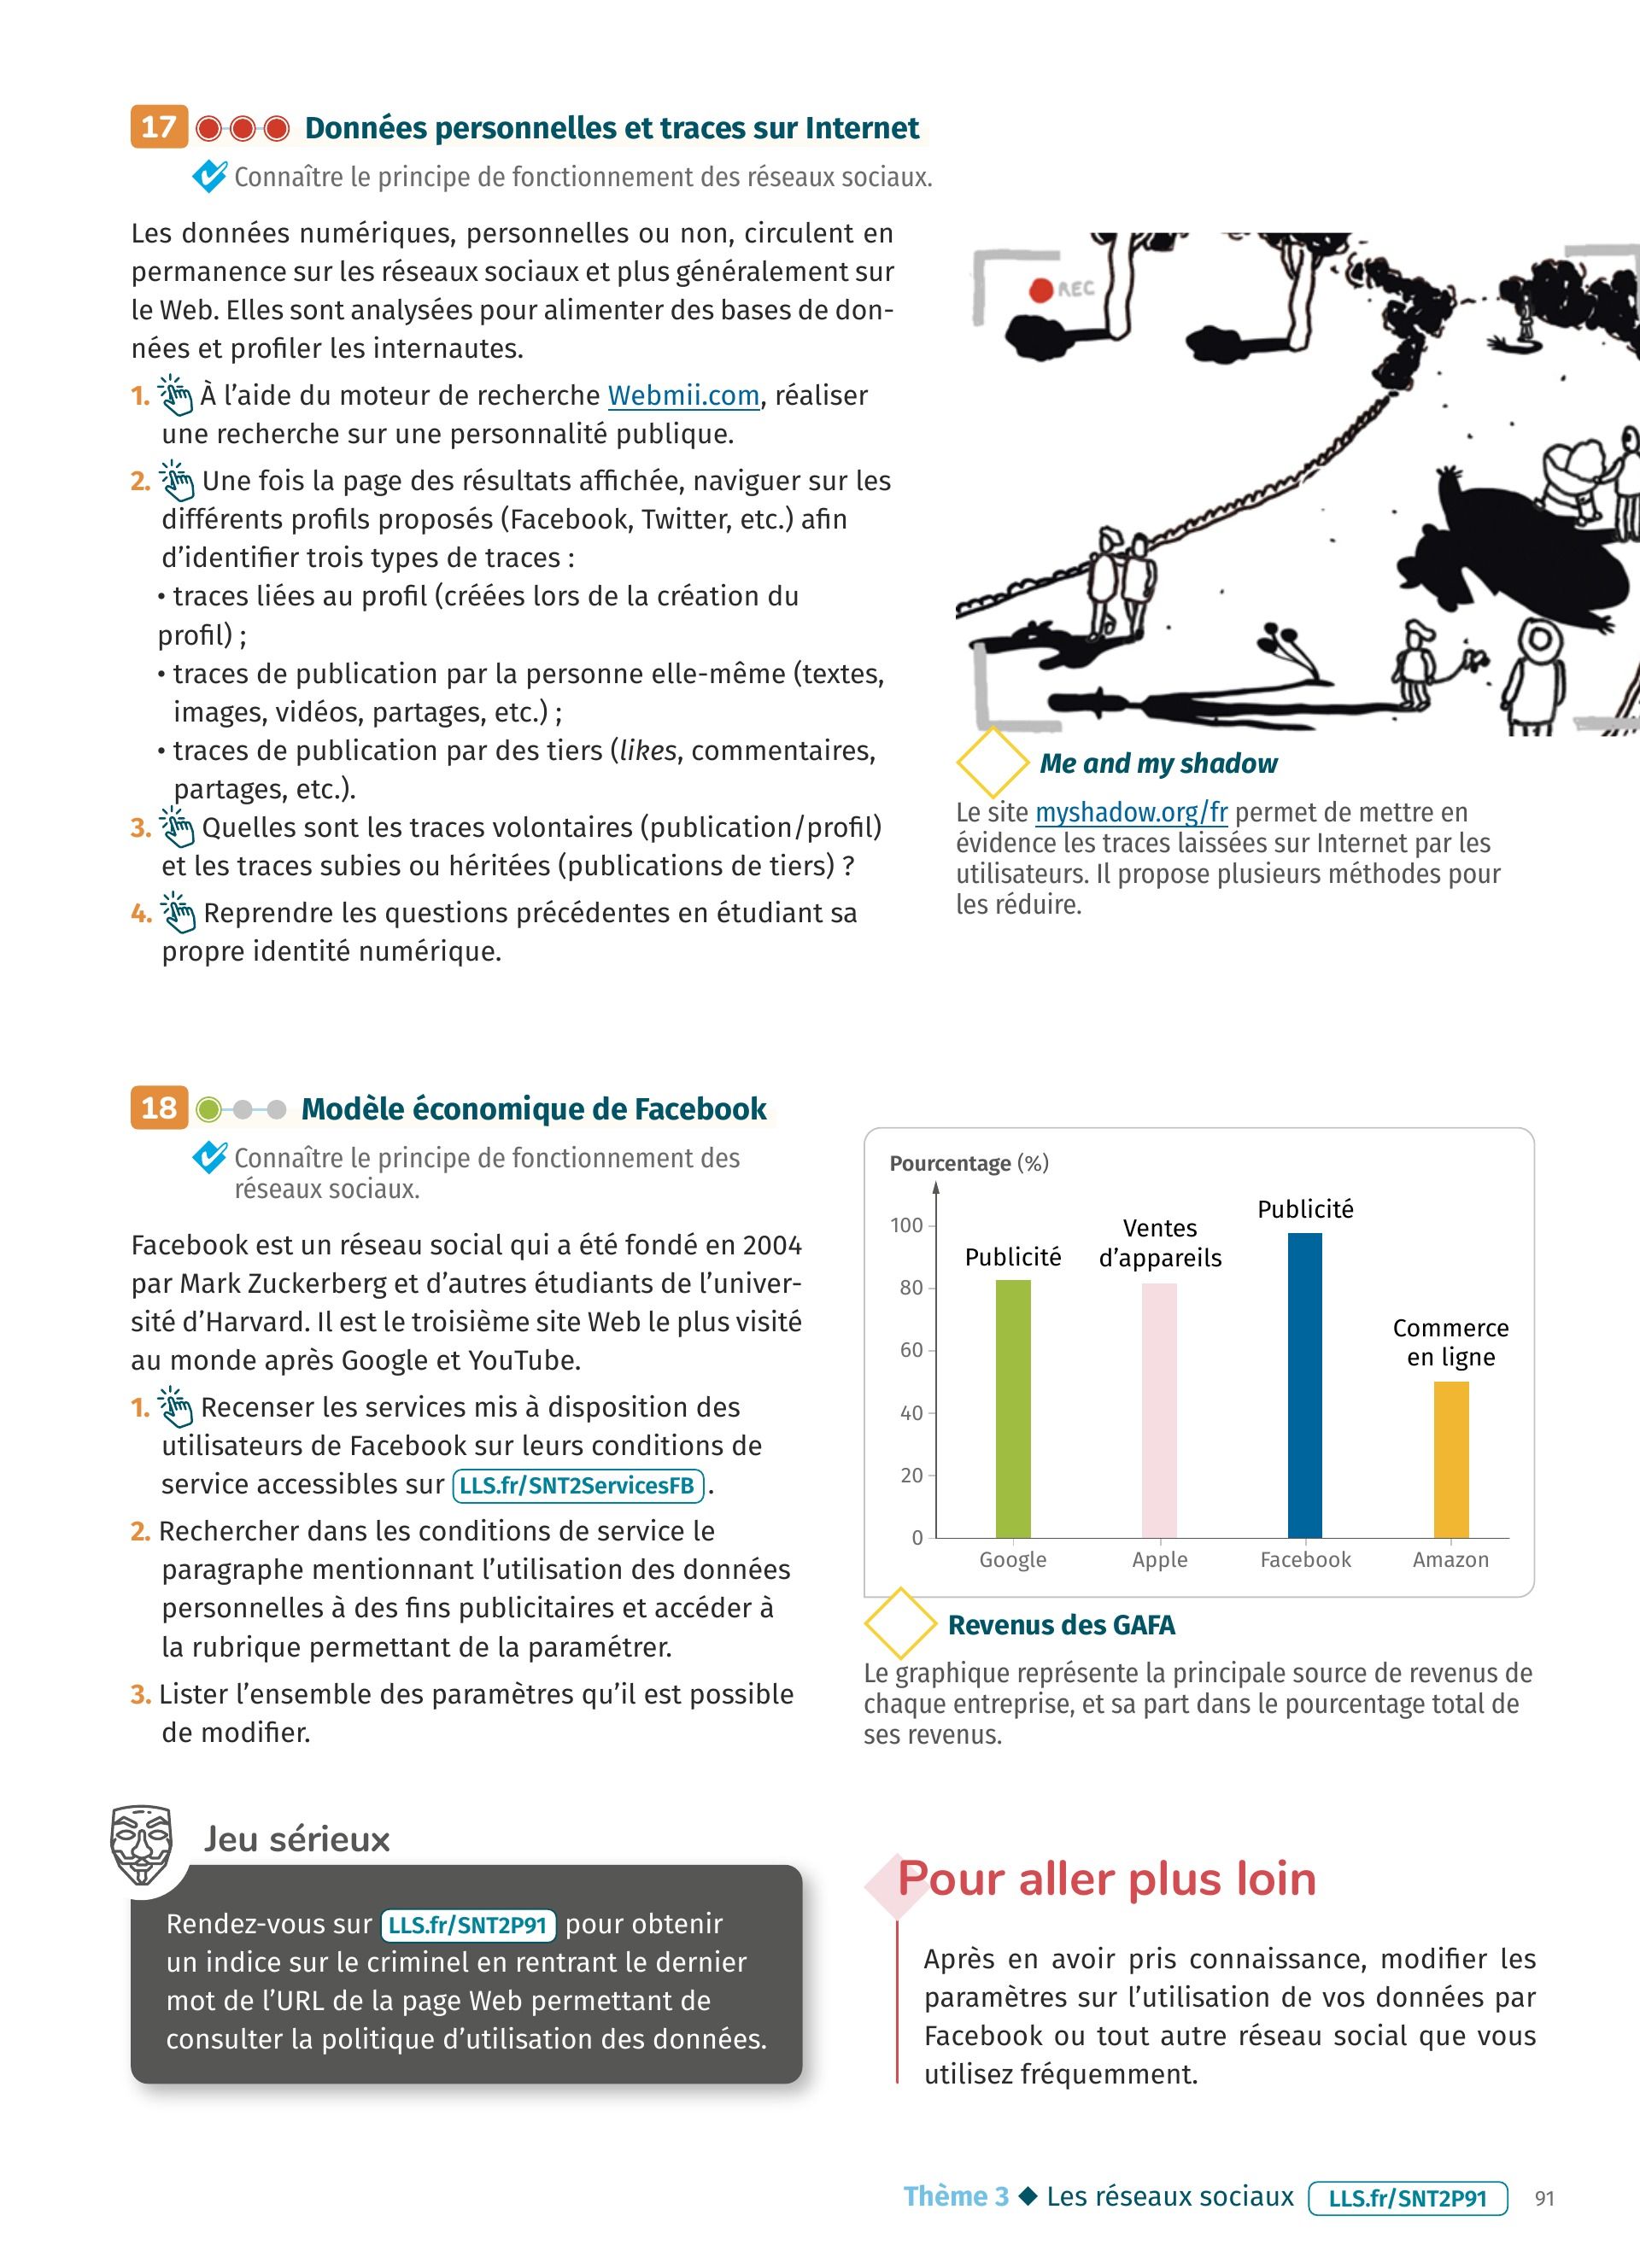 17 Données personnelles et traces sur Internet
Connaître le principe de fonctionnement des réseaux sociaux.
Les données numériques, personnelles ou non, circulent en
permanence sur les réseaux sociaux et plus généralement sur
le Web. Elles sont analysées pour alimenter des bases de don-
nées et profiler les internautes.
1. À l’aide du moteur de recherche Webmii.com, réaliser
une recherche sur une personnalité publique.
2. Une fois la page des résultats affichée, naviguer sur les
différents profils proposés (Facebook, Twitter, etc.) afin
d’identifier trois types de traces :
• traces liées au profil (créées lors de la création du
profil) ;
• traces de publication par la personne elle-même (textes,
images, vidéos, partages, etc.) ;
• traces de publication par des tiers (likes, commentaires,
partages, etc.).
3. Quelles sont les traces volontaires (publication/profil)
et les traces subies ou héritées (publications de tiers) ?
4. Reprendre les questions précédentes en étudiant sa
propre identité numérique.
REC
Me and my shadow
Le site myshadow.org/fr permet de mettre en
évidence les traces laissées sur Internet par les
utilisateurs. Il propose plusieurs méthodes pour
les réduire.
18 Modèle économique de Facebook
Connaître le principe de fonctionnement des
réseaux sociaux.
Facebook est un réseau social qui a été fondé en 2004
par Mark Zuckerberg et d’autres étudiants de l’univer-
sité d’Harvard. Il est le troisième site Web le plus visité
au monde après Google et YouTube.
1. Recenser les services mis à disposition des
utilisateurs de Facebook sur leurs conditions de
service accessibles sur LLS.fr/SNT2ServicesFB .
2. Rechercher dans les conditions de service le
paragraphe mentionnant l’utilisation des données
personnelles à des fins publicitaires et accéder à
la rubrique permettant de la paramétrer.
3. Lister l’ensemble des paramètres qu’il est possible
de modifier.
Pourcentage (%)
100
80
60
40
20
0
Publicité
Ventes
d’appareils
Publicité
Commerce
en ligne
Google Apple Facebook Amazon
Revenus des GAFA
Le graphique représente la principale source de revenus de
chaque entreprise, et sa part dans le pourcentage total de
ses revenus.
Jeu sérieux
Rendez-vous sur LLS.fr/SNT2P91 pour obtenir
un indice sur le criminel en rentrant le dernier
mot de l’URL de la page Web permettant de
consulter la politique d’utilisation des données.
Pour aller plus loin
Après en avoir pris connaissance, modifier les
paramètres sur l’utilisation de vos données par
Facebook ou tout autre réseau social que vous
utilisez fréquemment.
Thème 3 ◆ Les réseaux sociaux LLS.fr/SNT2P91 91